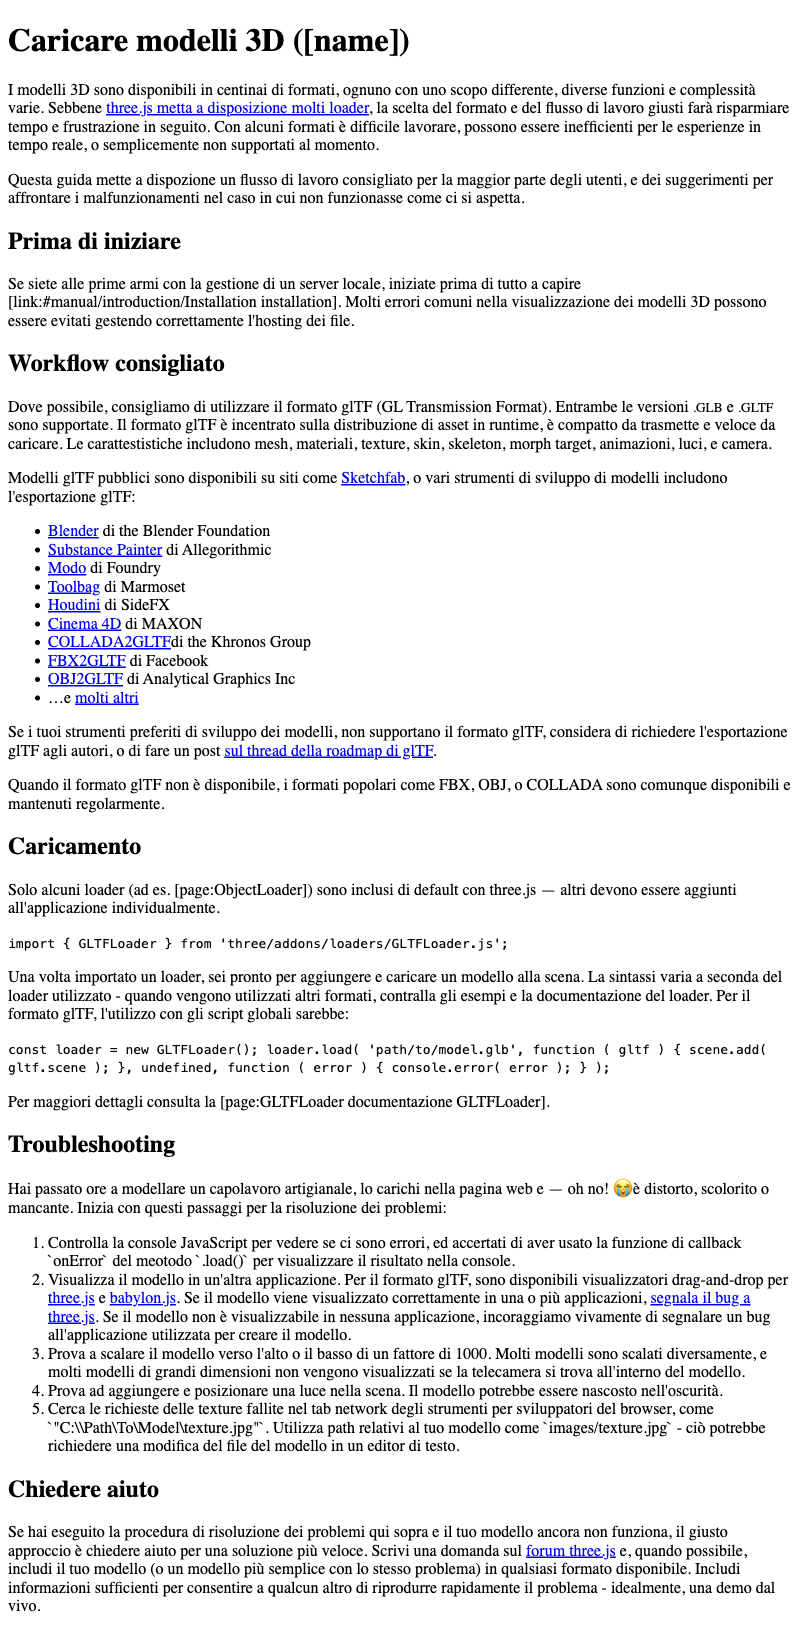 Caricare modelli 3D ([name])
I modelli 3D sono disponibili in centinai di formati, ognuno con uno scopo differente, diverse funzioni e complessità
varie. Sebbene three.js metta a disposizione molti loader, la scelta del formato e del flusso di lavoro giusti farà risparmiare
tempo e frustrazione in seguito. Con alcuni formati è difficile lavorare, possono essere inefficienti per le esperienze in
tempo reale, o semplicemente non supportati al momento.
Questa guida mette a dispozione un flusso di lavoro consigliato per la maggior parte degli utenti, e dei suggerimenti per
affrontare i malfunzionamenti nel caso in cui non funzionasse come ci si aspetta.
Prima di iniziare
Se siete alle prime armi con la gestione di un server locale, iniziate prima di tutto a capire
[link:#manual/introduction/Installation installation]. Molti errori comuni nella visualizzazione dei modelli 3D possono
essere evitati gestendo correttamente l'hosting dei file.
Workflow consigliato
Dove possibile, consigliamo di utilizzare il formato glTF (GL Transmission Format). Entrambe le versioni .GLB e .GLTF
sono supportate. Il formato glTF è incentrato sulla distribuzione di asset in runtime, è compatto da trasmette e veloce da
caricare. Le carattestistiche includono mesh, materiali, texture, skin, skeleton, morph target, animazioni, luci, e camera.
Modelli glTF pubblici sono disponibili su siti come Sketchfab, o vari strumenti di sviluppo di modelli includono
l'esportazione glTF:
• Blender di the Blender Foundation
• Substance Painter di Allegorithmic
• Modo di Foundry
• Toolbag di Marmoset
• Houdini di SideFX
• Cinema 4D di MAXON
• COLLADA2GLTFdi the Khronos Group
• FBX2GLTF di Facebook
• OBJ2GLTF di Analytical Graphics Inc
• …e molti altri
Se i tuoi strumenti preferiti di sviluppo dei modelli, non supportano il formato glTF, considera di richiedere l'esportazione
glTF agli autori, o di fare un post sul thread della roadmap di glTF.
Quando il formato glTF non è disponibile, i formati popolari come FBX, OBJ, o COLLADA sono comunque disponibili e
mantenuti regolarmente.
Caricamento
Solo alcuni loader (ad es. [page:ObjectLoader]) sono inclusi di default con three.js — altri devono essere aggiunti
all'applicazione individualmente.
import { GLTFLoader } from 'three/addons/loaders/GLTFLoader.js';
Una volta importato un loader, sei pronto per aggiungere e caricare un modello alla scena. La sintassi varia a seconda del
loader utilizzato - quando vengono utilizzati altri formati, contralla gli esempi e la documentazione del loader. Per il
formato glTF, l'utilizzo con gli script globali sarebbe:
const loader = new GLTFLoader(); loader.load( 'path/to/model.glb', function ( gltf ) { scene.add(
gltf.scene ); }, undefined, function ( error ) { console.error( error ); } );
Per maggiori dettagli consulta la [page:GLTFLoader documentazione GLTFLoader].
Troubleshooting
Hai passato ore a modellare un capolavoro artigianale, lo carichi nella pagina web e — oh no! 😭è distorto, scolorito o
mancante. Inizia con questi passaggi per la risoluzione dei problemi:
1. Controlla la console JavaScript per vedere se ci sono errori, ed accertati di aver usato la funzione di callback
`onError` del meotodo `.load()` per visualizzare il risultato nella console.
2. Visualizza il modello in un'altra applicazione. Per il formato glTF, sono disponibili visualizzatori drag-and-drop per
three.js e babylon.js. Se il modello viene visualizzato correttamente in una o più applicazioni, segnala il bug a
three.js. Se il modello non è visualizzabile in nessuna applicazione, incoraggiamo vivamente di segnalare un bug
all'applicazione utilizzata per creare il modello.
3. Prova a scalare il modello verso l'alto o il basso di un fattore di 1000. Molti modelli sono scalati diversamente, e
molti modelli di grandi dimensioni non vengono visualizzati se la telecamera si trova all'interno del modello.
4. Prova ad aggiungere e posizionare una luce nella scena. Il modello potrebbe essere nascosto nell'oscurità.
5. Cerca le richieste delle texture fallite nel tab network degli strumenti per sviluppatori del browser, come
`"C:\\Path\To\Model\texture.jpg"`. Utilizza path relativi al tuo modello come `images/texture.jpg` - ciò potrebbe
richiedere una modifica del file del modello in un editor di testo.
Chiedere aiuto
Se hai eseguito la procedura di risoluzione dei problemi qui sopra e il tuo modello ancora non funziona, il giusto
approccio è chiedere aiuto per una soluzione più veloce. Scrivi una domanda sul forum three.js e, quando possibile,
includi il tuo modello (o un modello più semplice con lo stesso problema) in qualsiasi formato disponibile. Includi
informazioni sufficienti per consentire a qualcun altro di riprodurre rapidamente il problema - idealmente, una demo dal
vivo.